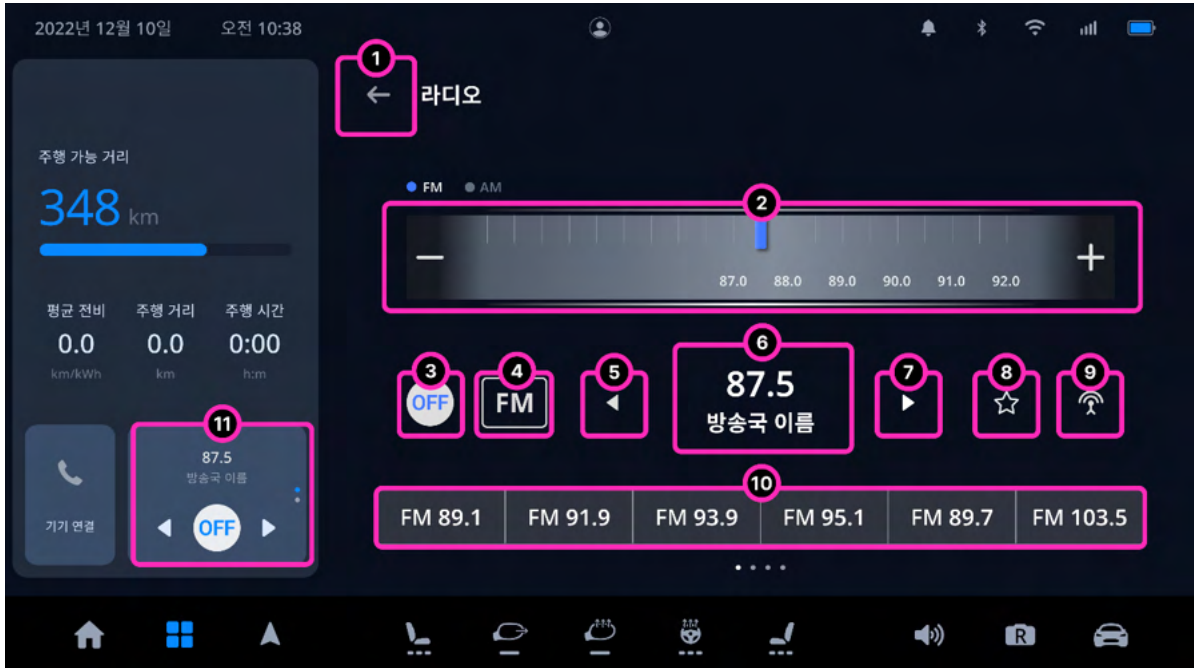 2022년 12월 10일 오전 10:38
1
← 라디오
주행 가능 거리
348 km
평균 전비 주행 거리 주행 시간
0.0 0.0 0:00
km/kWh km h:m
기기 연결
11
87.5
방송국 이름
OFF
FM AM
2
− +
87.0 88.0 89.0 90.0 91.0 92.0
3 4 5 6 7 8 9
OFF FM 87.5
방송국 이름
10
FM 89.1 FM 91.9 FM 93.9 FM 95.1 FM 89.7 FM 103.5
R